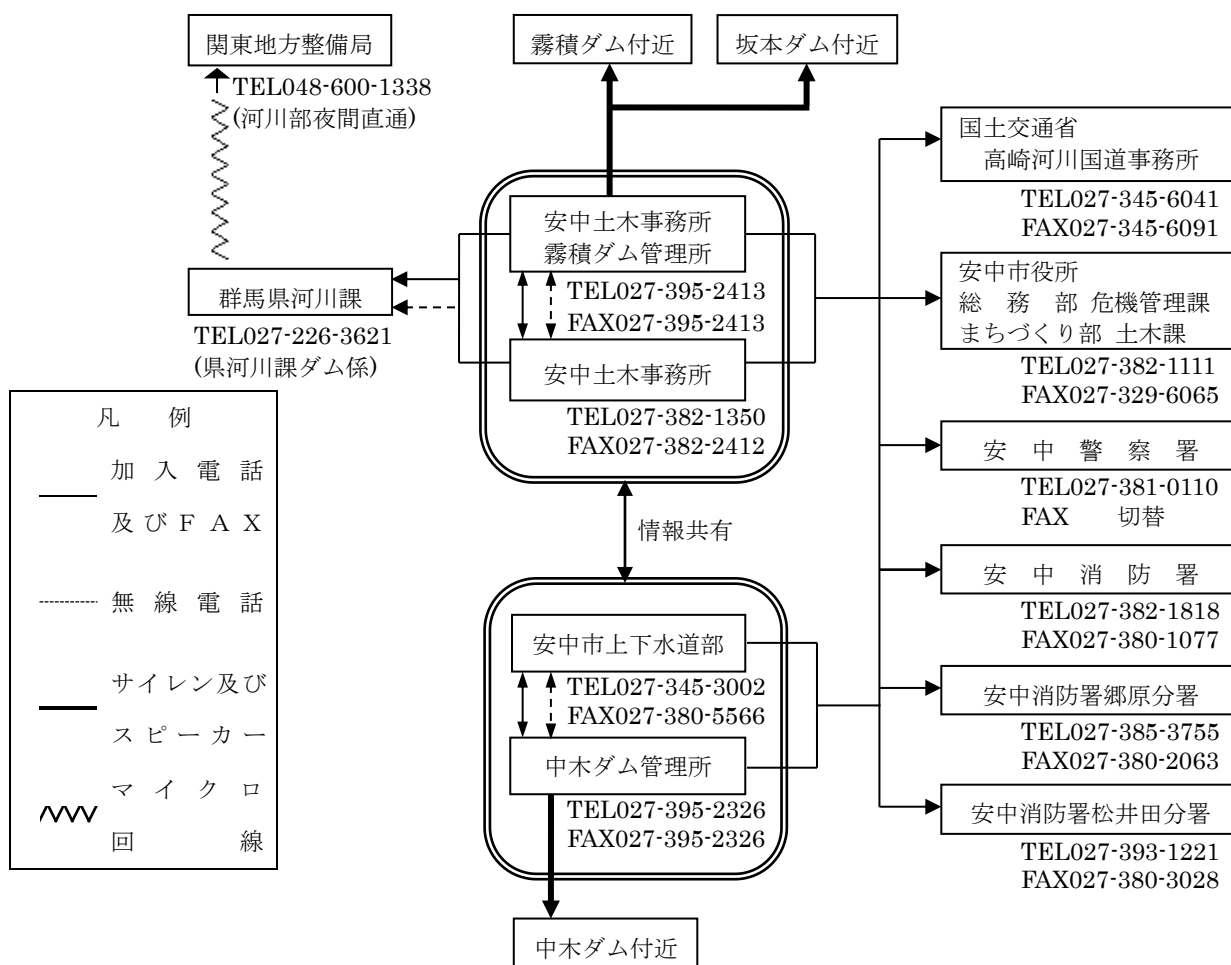 関東地方整備局
TEL048-600-1338
(河川部夜間直通)
霧積ダム付近
坂本ダム付近
国土交通省
高崎河川国道事務所
TEL027-345-6041
FAX027-345-6091
安中土木事務所
霧積ダム管理所
TEL027-395-2413
FAX027-395-2413
安中土木事務所
TEL027-382-1350
FAX027-382-2412
群馬県河川課
TEL027-226-3621
(県河川課ダム係)
安中市役所
総 務 部 危機管理課
まちづくり部 土木課
TEL027-382-1111
FAX027-329-6065
安 中 警 察 署
TEL027-381-0110
FAX 切替
情報共有
安 中 消 防 署
TEL027-382-1818
FAX027-380-1077
安中市上下水道部
TEL027-345-3002
FAX027-380-5566
中木ダム管理所
TEL027-395-2326
FAX027-395-2326
安中消防署郷原分署
TEL027-385-3755
FAX027-380-2063
安中消防署松井田分署
TEL027-393-1221
FAX027-380-3028
中木ダム付近
凡 例
加 入 電 話
及 び F A X
無 線 電 話
サイレン及び
スピーカー
マ イ ク ロ
回 線